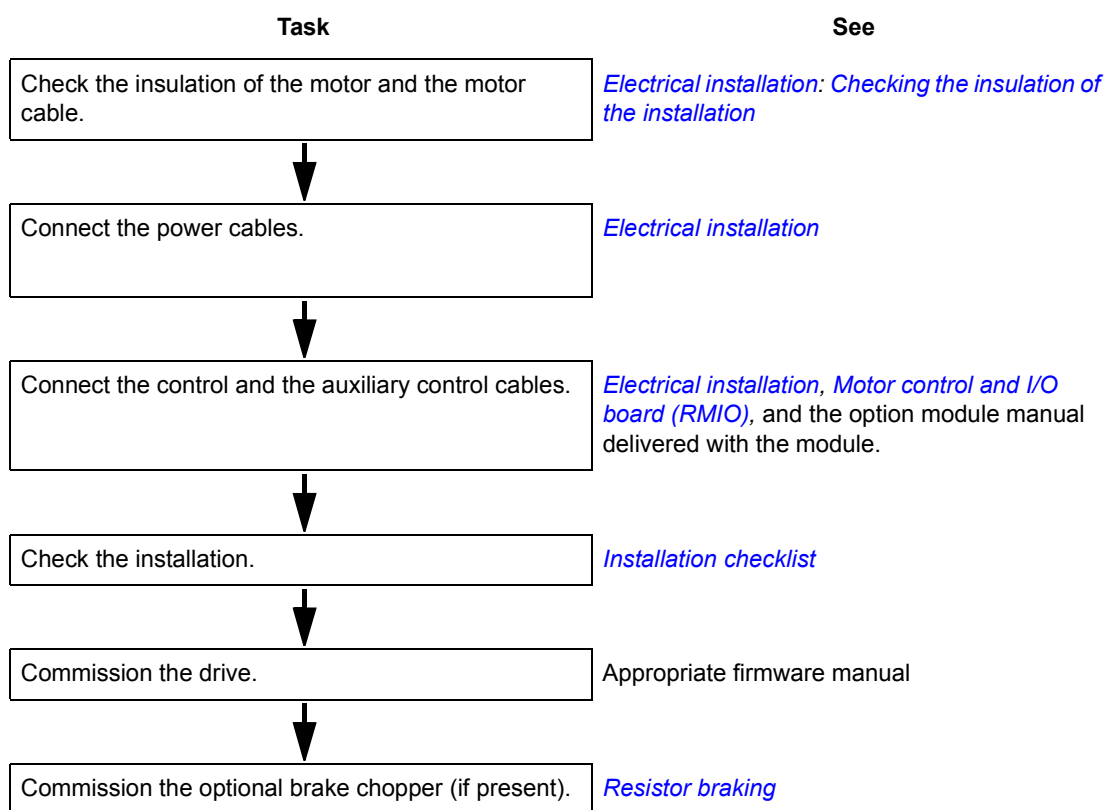 Task
See
Check the insulation of the motor and the motor
cable.
Electrical installation: Checking the insulation of
the installation
Connect the power cables.
Electrical installation
Connect the control and the auxiliary control cables.
Electrical installation, Motor control and I/O
board (RMIO), and the option module manual
delivered with the module.
Check the installation.
Installation checklist
Commission the drive.
Appropriate firmware manual
Commission the optional brake chopper (if present).
Resistor braking